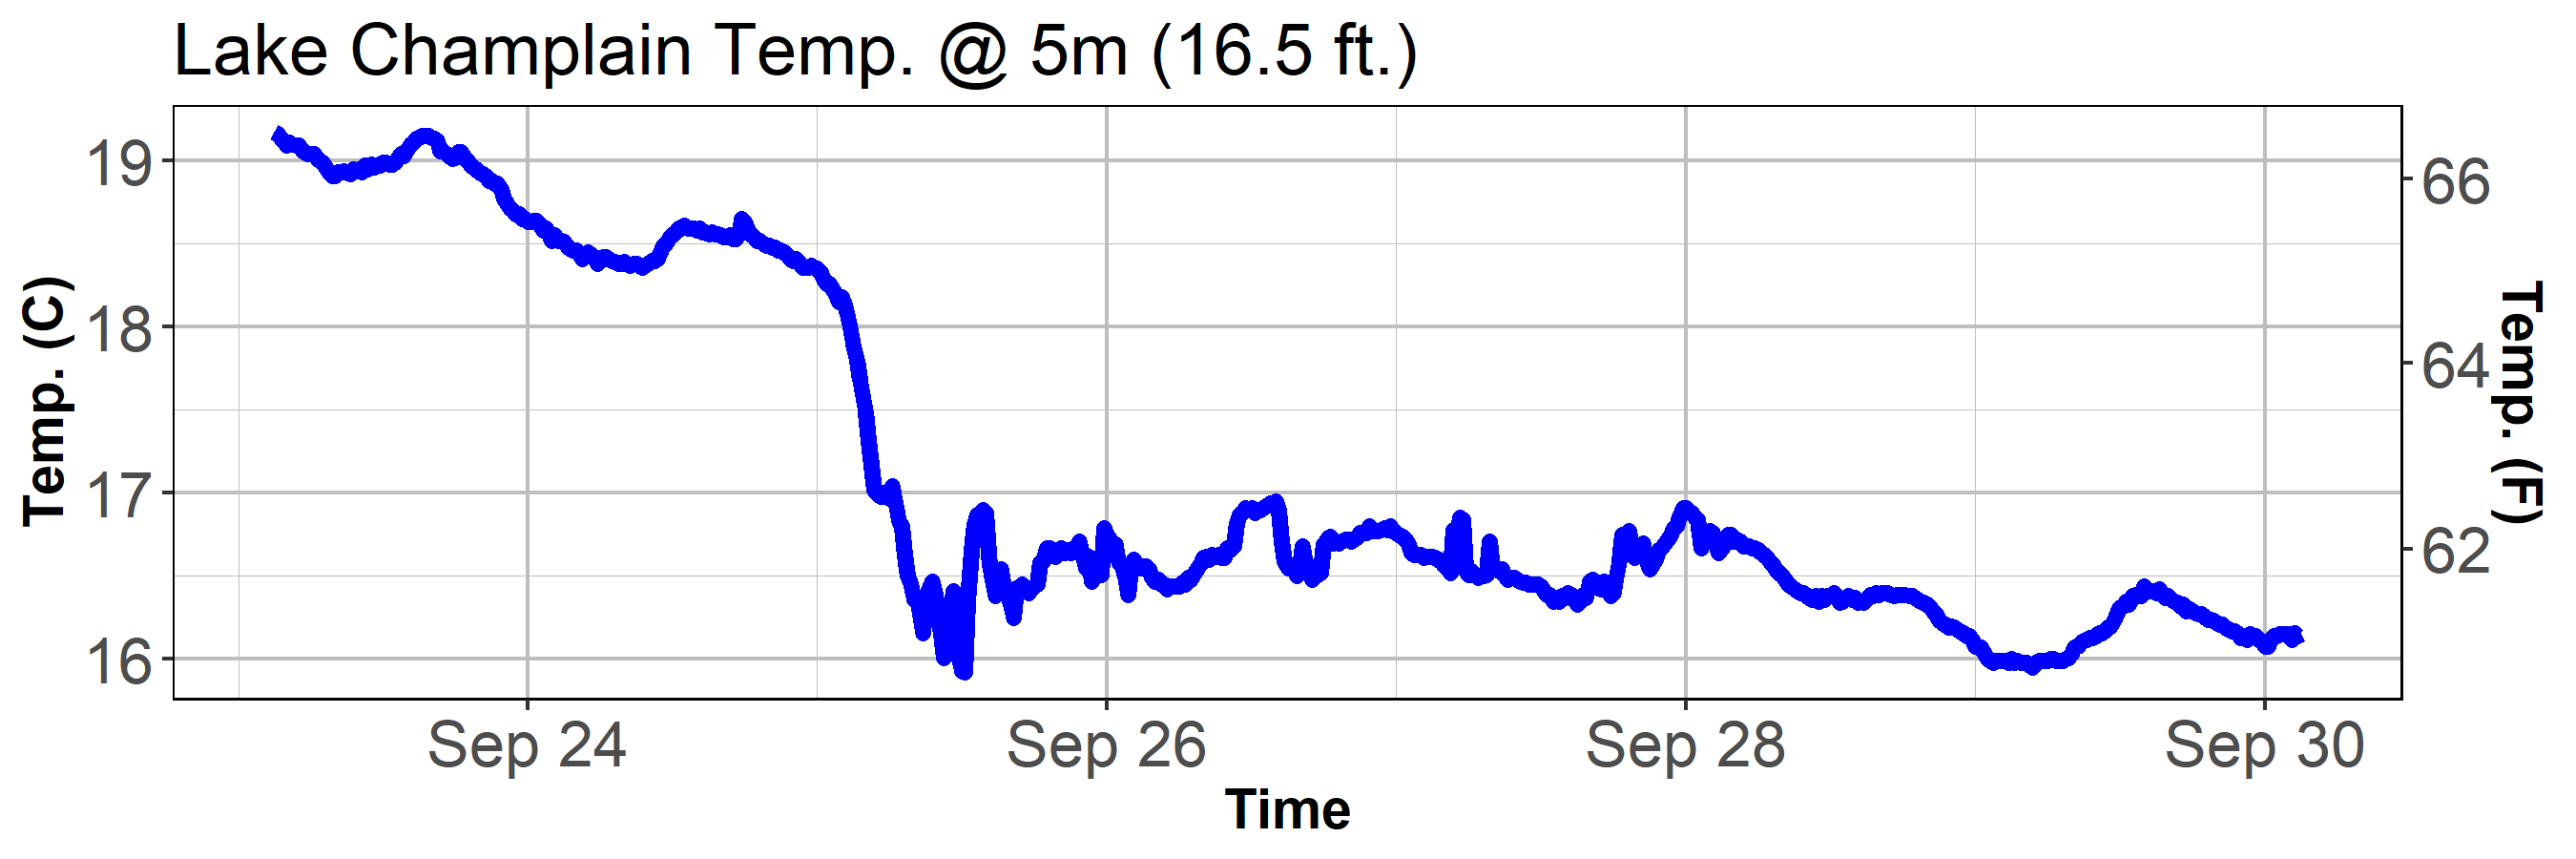 Lake Champlain Temp. @ 5m (16.5 ft.)
Temp. (C)
19
18
17
16
66
64
62
Temp. (F)
Sep 24
Sep 26
Sep 28
Sep 30
Time